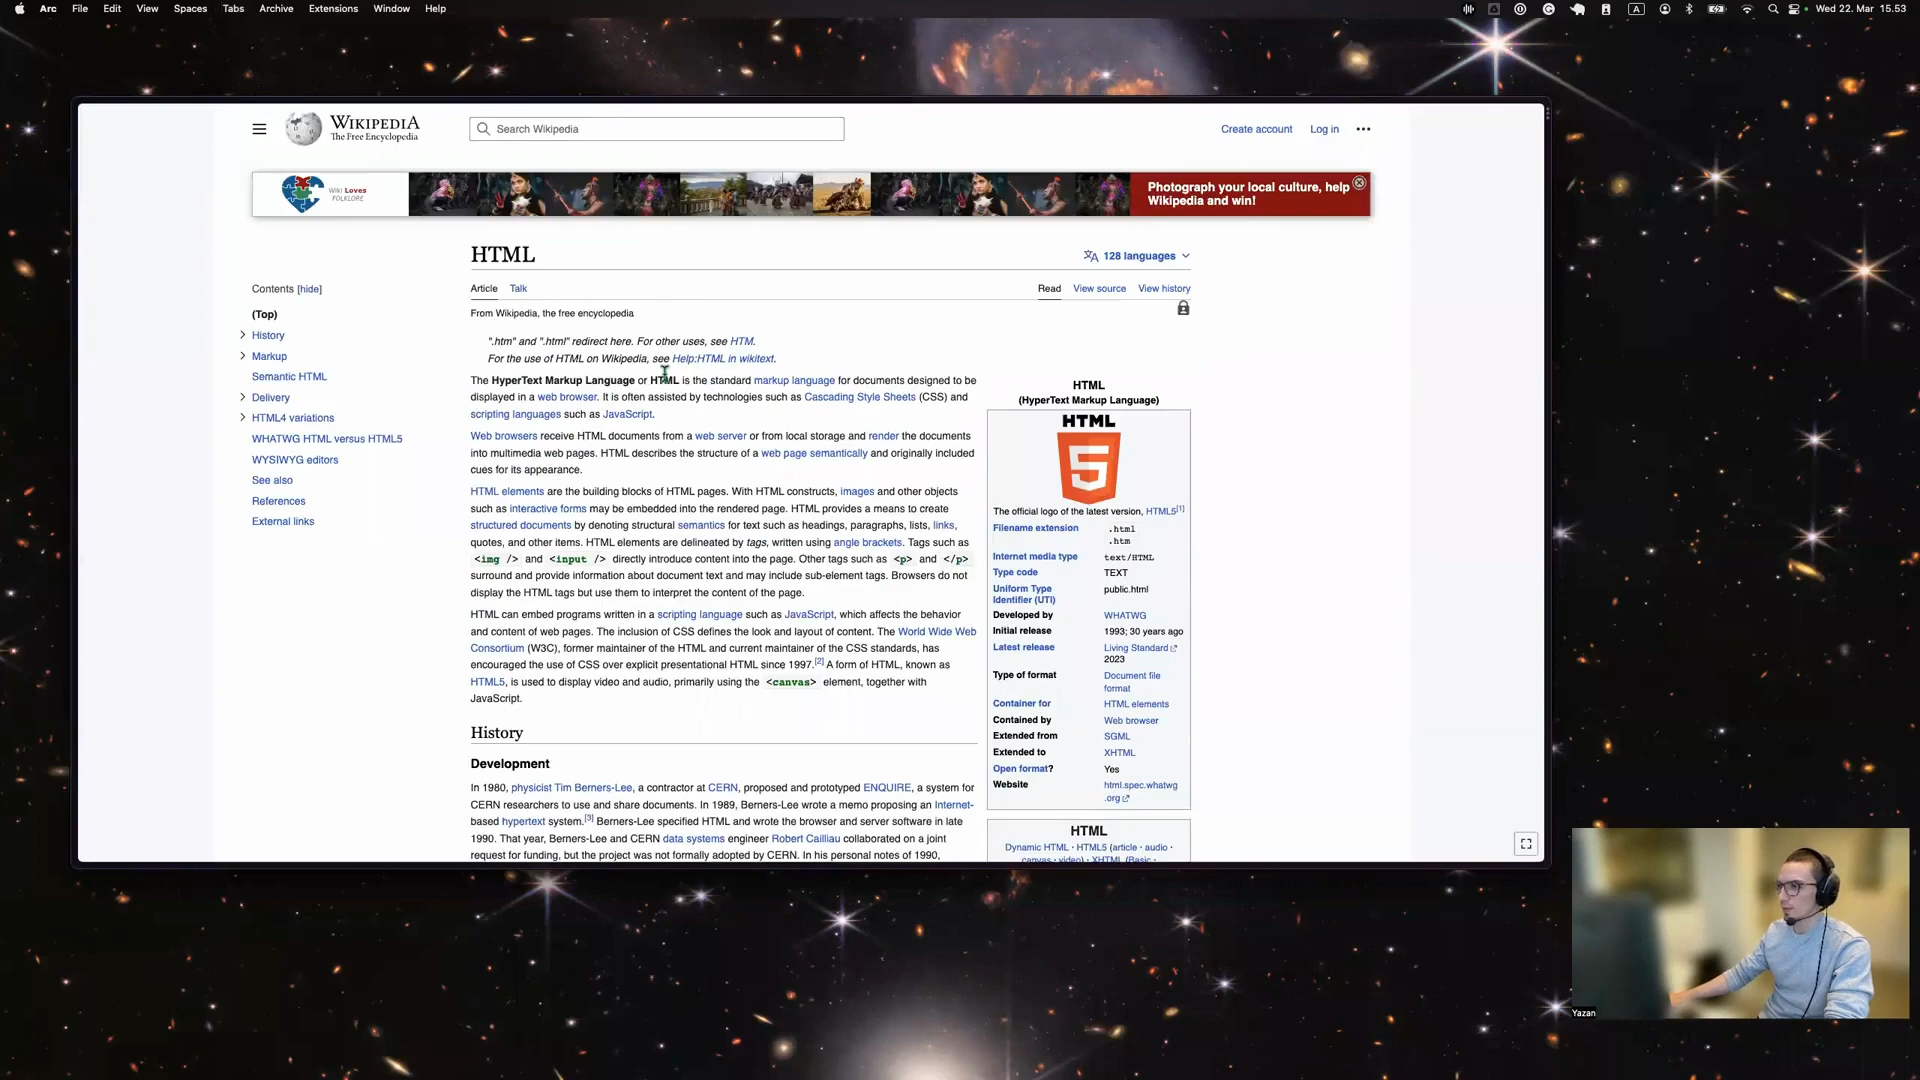 Arc File Edit View Spaces Tabs Archive Extensions Window Help
A
Wed 22. Mar 15.53
WIKIPEDIA
The Free Encyclopedia
Search Wikipedia
Create account Log in
Wiki Loves
FOLKLORE
Photograph your local culture, help
Wikipedia and win!
HTML
128 languages
Article Talk
Read View source View history
From Wikipedia, the free encyclopedia
Contents [hide]
(Top)
History
Markup
Semantic HTML
Delivery
HTML4 variations
WHATWG HTML versus HTML5
WYSIWYG editors
See also
References
External links
".htm" and ".html" redirect here. For other uses, see HTM.
For the use of HTML on Wikipedia, see Help:HTML in wikitext.
The HyperText Markup Language or HTML is the standard markup language for documents designed to be
displayed in a web browser. It is often assisted by technologies such as Cascading Style Sheets (CSS) and
scripting languages such as JavaScript.
Web browsers receive HTML documents from a web server or from local storage and render the documents
into multimedia web pages. HTML describes the structure of a web page semantically and originally included
cues for its appearance.
HTML elements are the building blocks of HTML pages. With HTML constructs, images and other objects
such as interactive forms may be embedded into the rendered page. HTML provides a means to create
structured documents by denoting structural semantics for text such as headings, paragraphs, lists, links,
quotes, and other items. HTML elements are delineated by tags, written using angle brackets. Tags such as
<img /> and <input /> directly introduce content into the page. Other tags such as <p> and </p>
surround and provide information about document text and may include sub-element tags. Browsers do not
display the HTML tags but use them to interpret the content of the page.
HTML can embed programs written in a scripting language such as JavaScript, which affects the behavior
and content of web pages. The inclusion of CSS defines the look and layout of content. The World Wide Web
Consortium (W3C), former maintainer of the HTML and current maintainer of the CSS standards, has
encouraged the use of CSS over explicit presentational HTML since 1997.[2] A form of HTML, known as
HTML5, is used to display video and audio, primarily using the <canvas> element, together with
JavaScript.
History
Development
In 1980, physicist Tim Berners-Lee, a contractor at CERN, proposed and prototyped ENQUIRE, a system for
CERN researchers to use and share documents. In 1989, Berners-Lee wrote a memo proposing an Internet-
based hypertext system.[3] Berners-Lee specified HTML and wrote the browser and server software in late
1990. That year, Berners-Lee and CERN data systems engineer Robert Cailliau collaborated on a joint
request for funding, but the project was not formally adopted by CERN. In his personal notes of 1990,
HTML
(HyperText Markup Language)
HTML
5
The official logo of the latest version, HTML5[1]
Filename extension .html
.htm
Internet media type text/HTML
Type code TEXT
Uniform Type public.html
Identifier (UTI)
Developed by WHATWG
Initial release 1993; 30 years ago
Latest release Living Standard
2023
Type of format Document file
format
Container for HTML elements
Contained by Web browser
Extended from SGML
Extended to XHTML
Open format? Yes
Website html.spec.whatwg
.org
HTML
Dynamic HTML · HTML5 (article · audio ·
canvas · video) · XHTML (Basic ·
Yazan